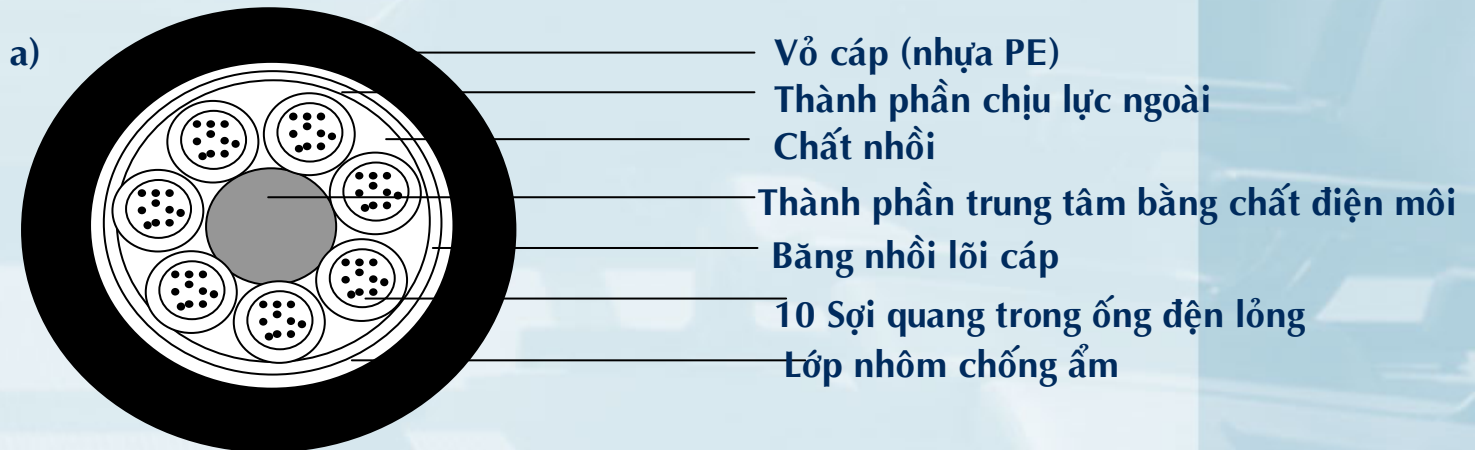 a)
Vỏ cáp (nhựa PE)
Thành phần chịu lực ngoài
Chất nhồi
Thành phần trung tâm bằng chất điện môi
Băng nhồi lõi cáp
10 Sợi quang trong ống đện lỏng
Lớp nhôm chống ẩm